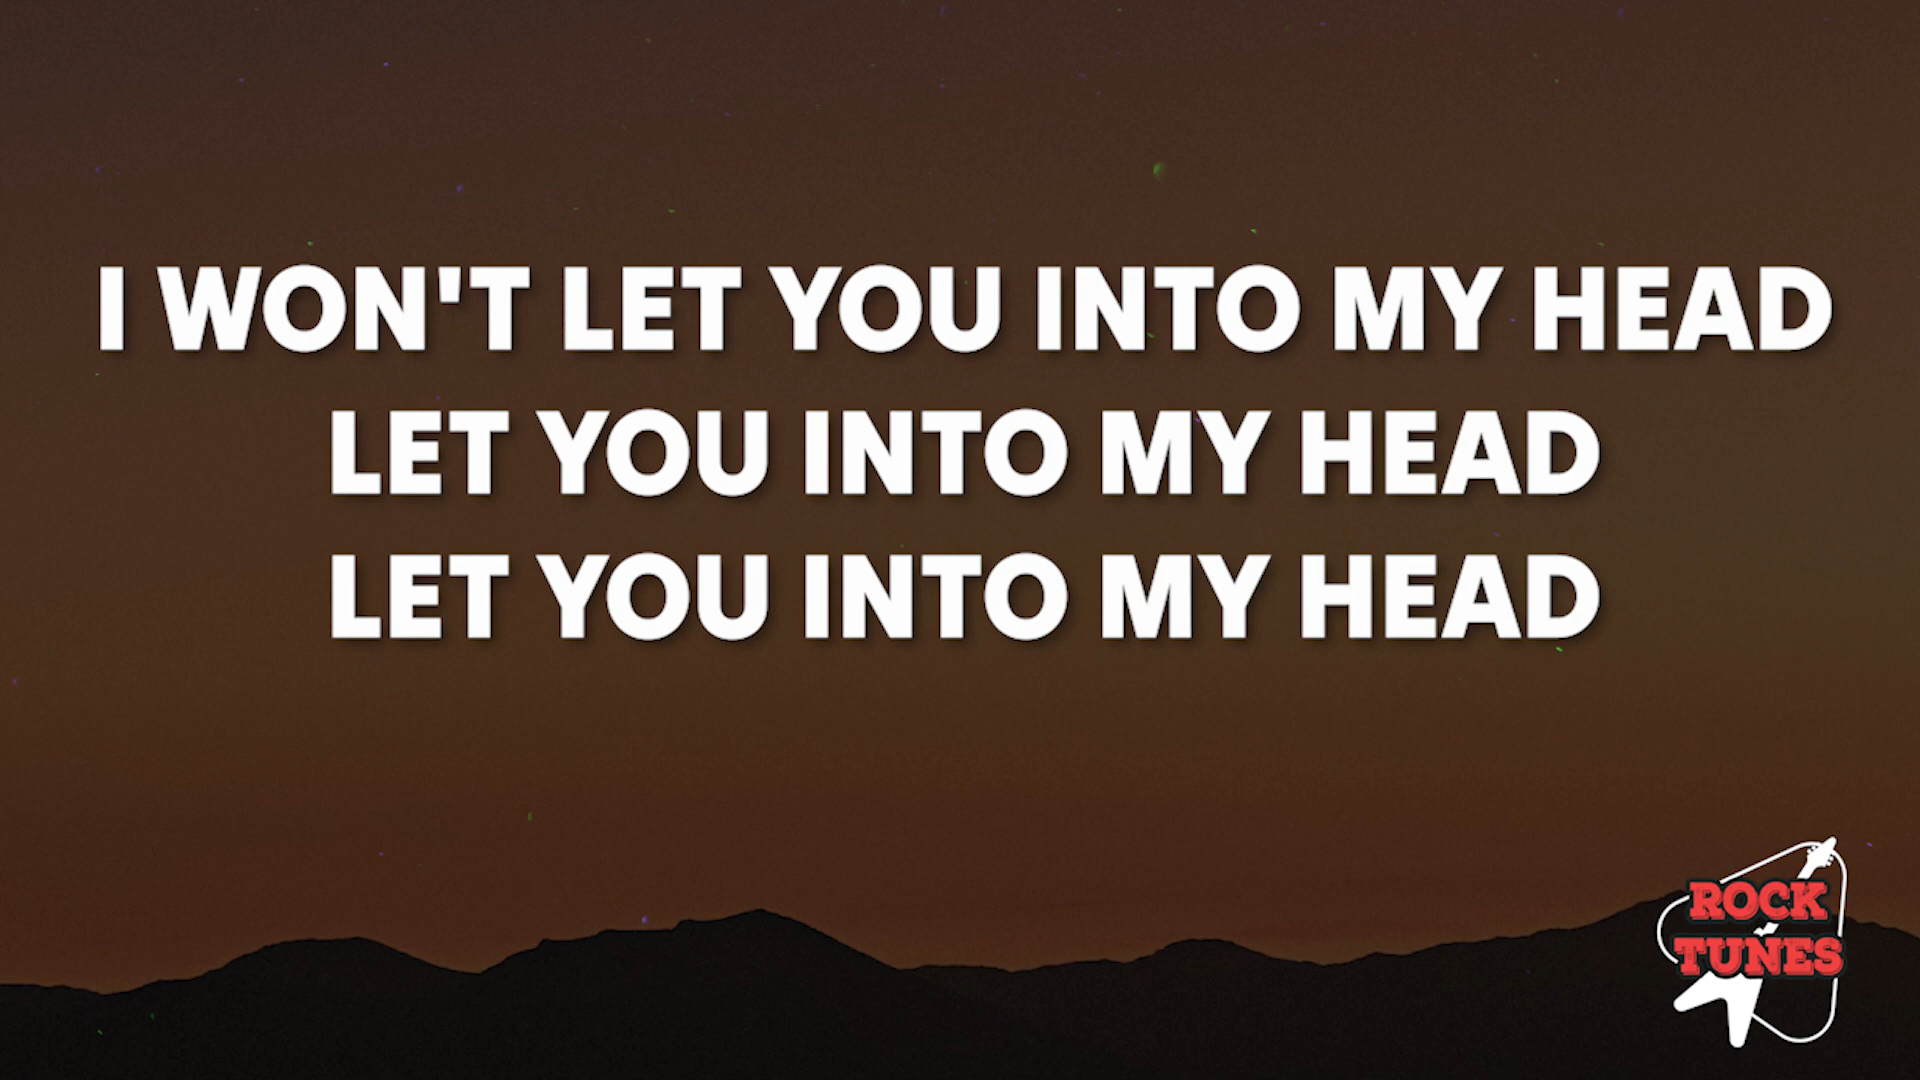 I WON'T LET YOU INTO MY HEAD
LET YOU INTO MY HEAD
LET YOU INTO MY HEAD
ROCK
TUNES